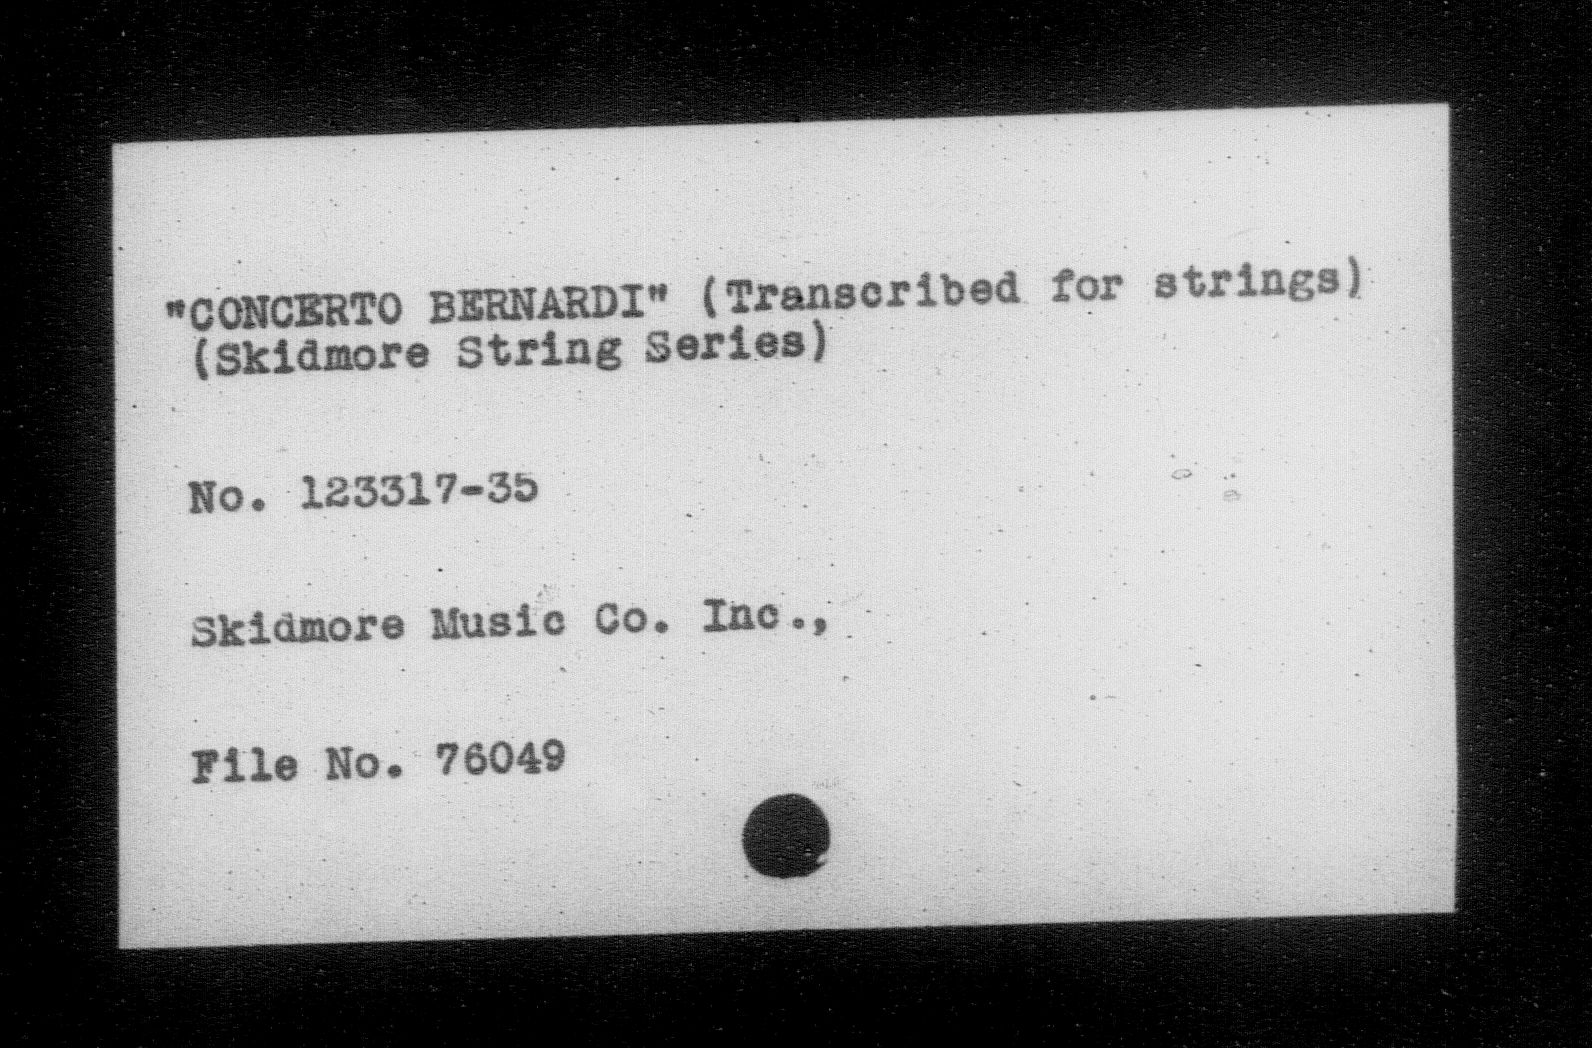 "CONCERTO BERNARDI" (Transcribed for strings)
(Skidmore String Series)
No. 123317-35
Skidmore Music Co. Inc.,
File No. 76049